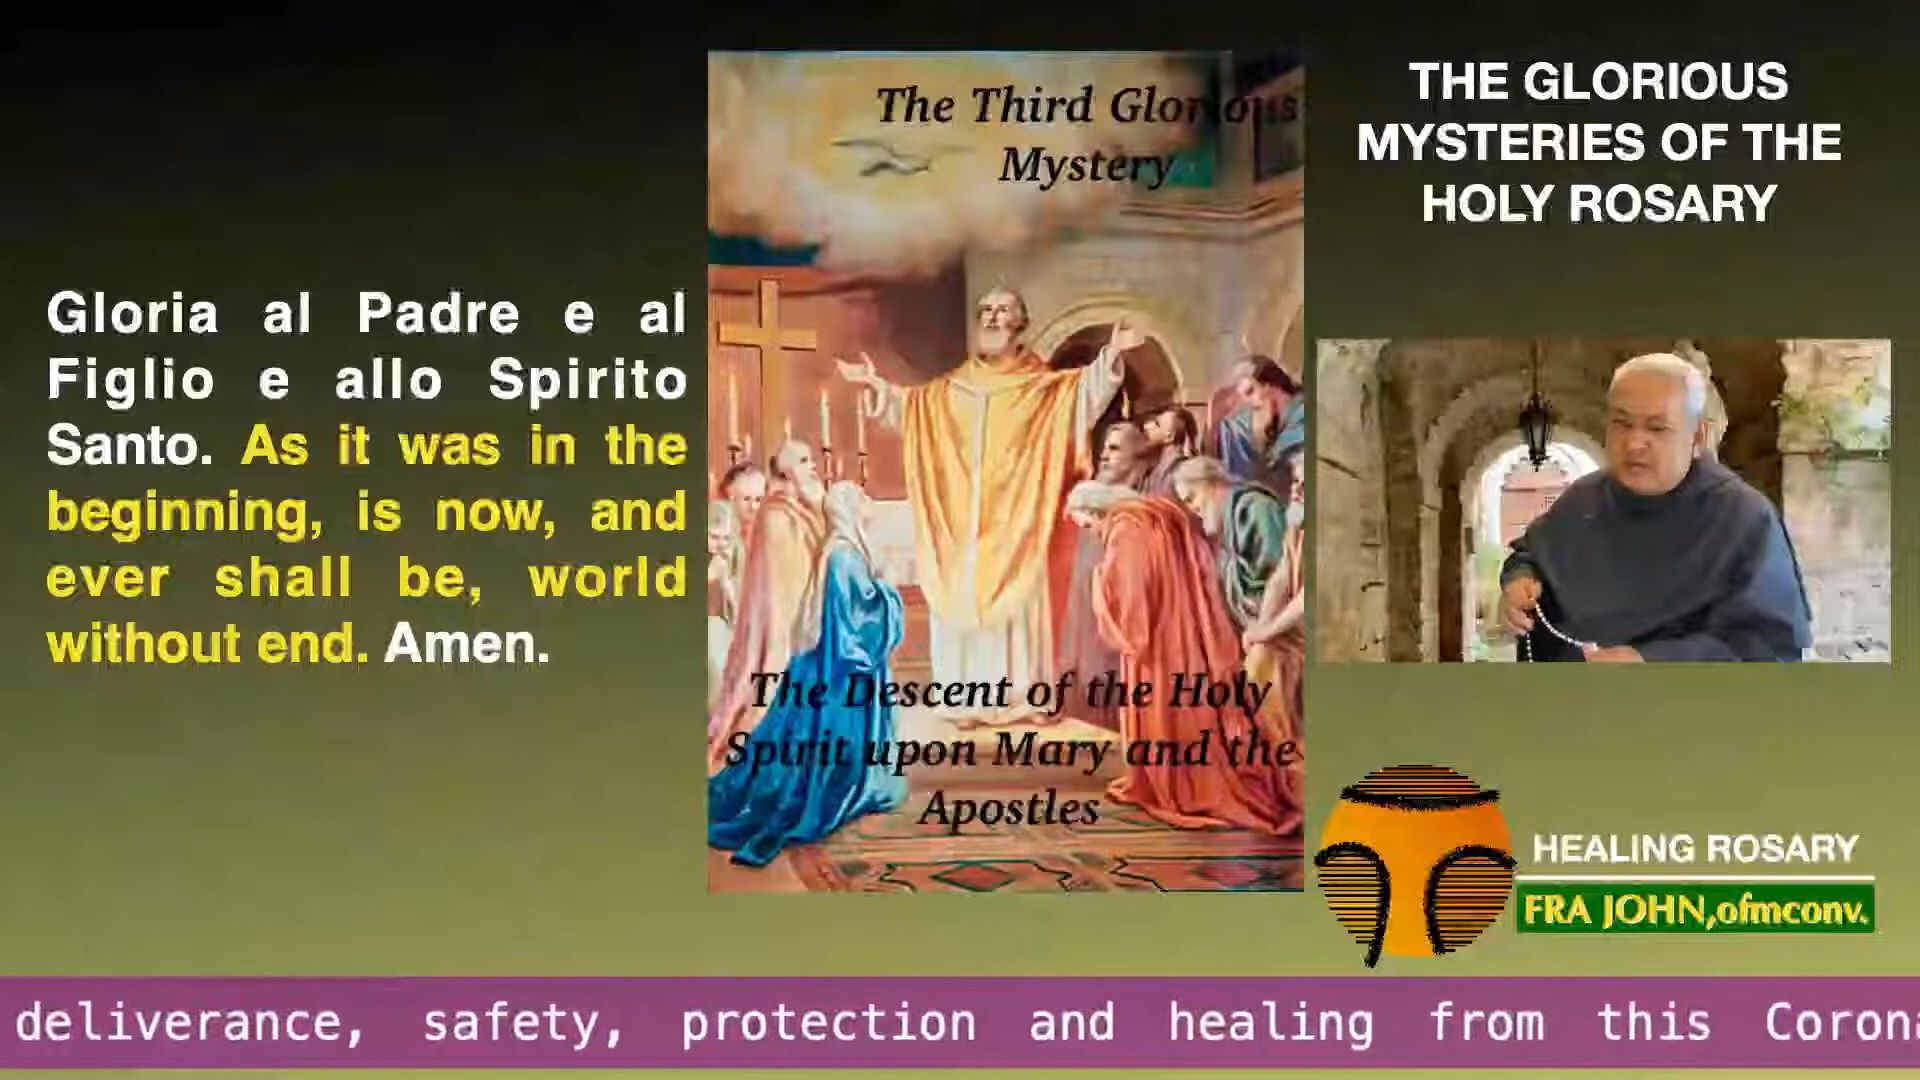 Gloria al Padre e al
Figlio e allo Spirito
Santo. As it was in the
beginning, is now, and
ever shall be, world
without end. Amen.
The Third Glorious
Mystery
The Descent of the Holy
Spirit upon Mary and the
Apostles
THE GLORIOUS
MYSTERIES OF THE
HOLY ROSARY
HEALING ROSARY
FRA JOHN,ofmconv.
deliverance, safety, protection and healing from this Corona